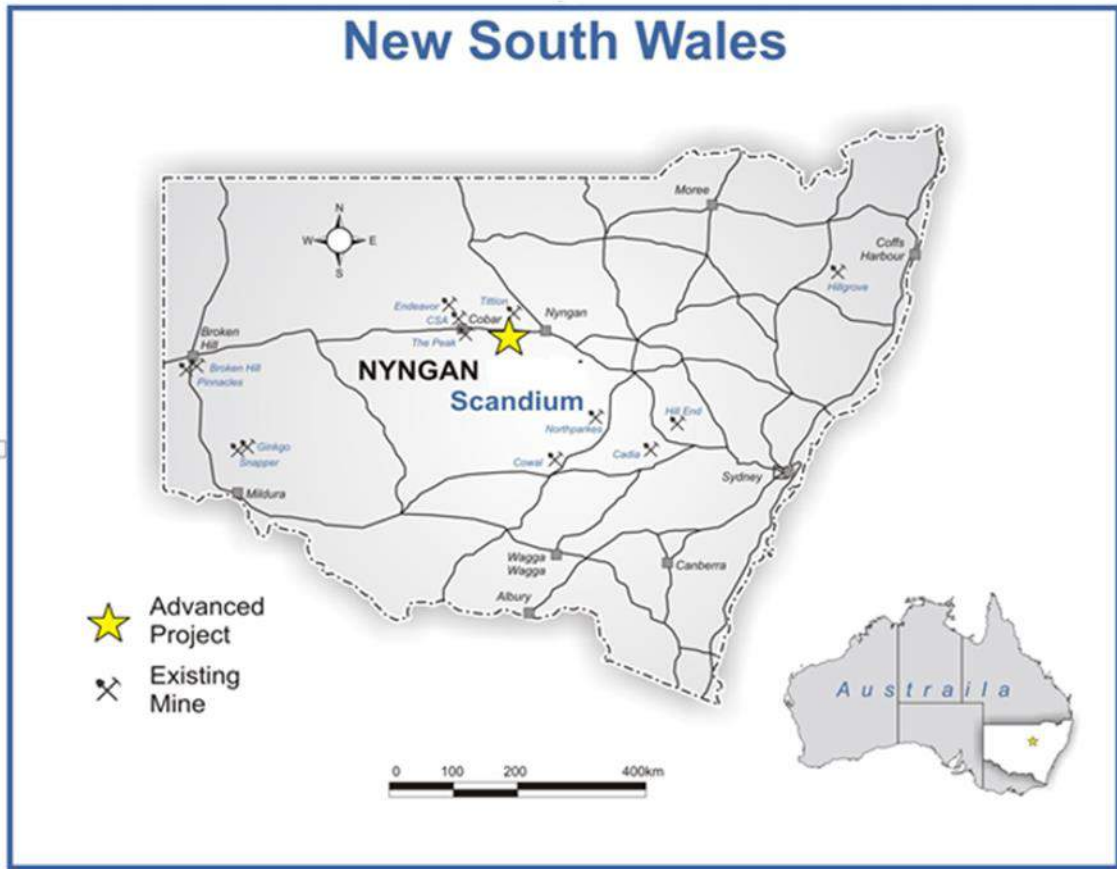 New South Wales
N
W
E
S
Moree
Coffs
Harbour
Hillgrove
Endeavor
Tittion
CSA
Cobar
Nyngan
The Peak
Broken
Hill
Broken Hill
Pinnacles
NYNGAN
Scandium
Northparkes
Hill End
Ginkgo
Snapper
Cowal
Cadia
Sydney
Mildura
Wagga
Wagga
Canberra
Albury
Advanced
Project
Existing
Mine
Austraila
0 100 200 400km